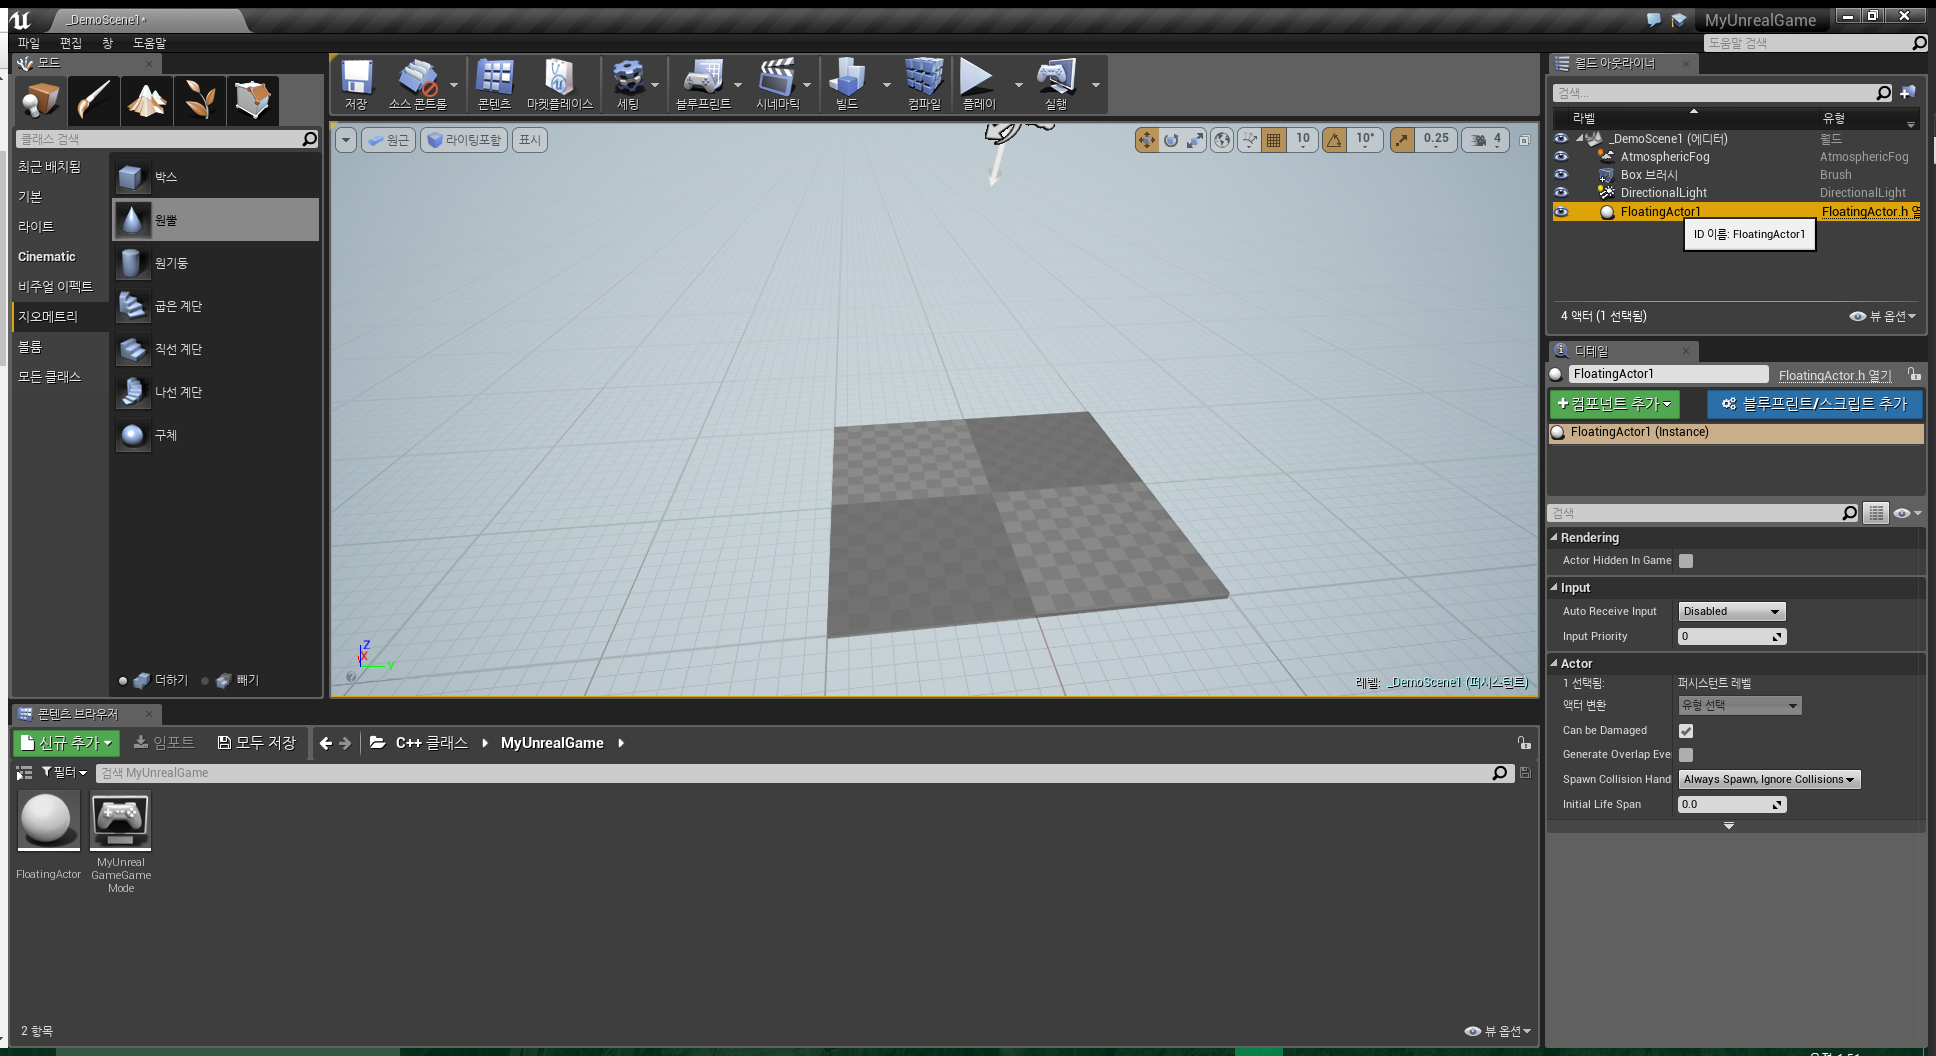 _DemoScene1*
MyUnrealGame
파일 편집 창 도움말
도움말 검색
모드
클래스 검색
최근 배치됨
기본
라이트
Cinematic
비주얼 이펙트
지오메트리
볼륨
모든 클래스
박스
원뿔
원기둥
굽은 계단
직선 계단
나선 계단
구체
더하기 빼기
저장 소스 콘트롤 콘텐츠 마켓플레이스 세팅 블루프린트 시네마틱 빌드 컴파일 플레이 실행
원근 라이팅포함 표시
10 10° 0.25 4
Z
X
Y
레벨: _DemoScene1 (퍼시스턴트)
월드 아웃라이너
검색...
라벨 유형
_DemoScene1 (에디터) 월드
AtmosphericFog AtmosphericFog
Box 브러시 Brush
DirectionalLight DirectionalLight
FloatingActor1 FloatingActor.h 열
ID 이름: FloatingActor1
4 액터 (1 선택됨) 뷰 옵션
디테일
FloatingActor1 FloatingActor.h 열기
+컴포넌트 추가 블루프린트/스크립트 추가
FloatingActor1 (Instance)
검색
Rendering
Actor Hidden In Game
Input
Auto Receive Input Disabled
Input Priority 0
Actor
1 선택됨: 퍼시스턴트 레벨
액터 변환 유형 선택
Can be Damaged
Generate Overlap Eve
Spawn Collision Hand Always Spawn, Ignore Collisions
Initial Life Span 0.0
콘텐츠 브라우저
신규 추가 임포트 모두 저장 C++ 클래스 MyUnrealGame
필터 검색 MyUnrealGame
FloatingActor
MyUnreal
GameGame
Mode
2 항목 뷰 옵션